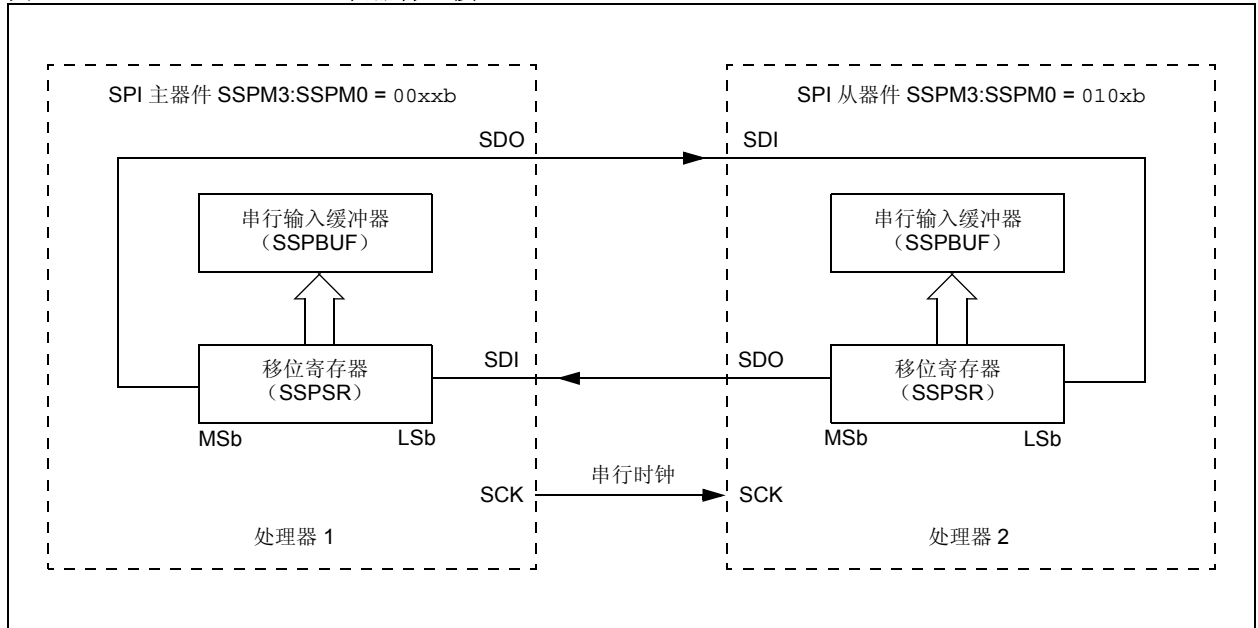 SPI 主器件 SSPM3:SSPM0 = 00xxb
SPI 从器件 SSPM3:SSPM0 = 010xb
SDO
SDI
串行输入缓冲器
（SSPBUF）
串行输入缓冲器
（SSPBUF）
移位寄存器
（SSPSR）
SDI
SDO
移位寄存器
（SSPSR）
MSb
LSb
MSb
LSb
串行时钟
SCK
SCK
处理器 1
处理器 2